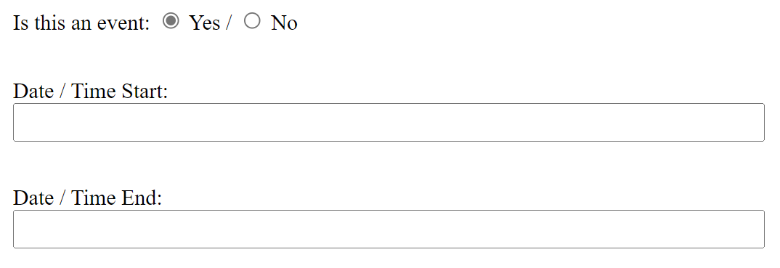 Is this an event: Yes / No
Date / Time Start:
Date / Time End: